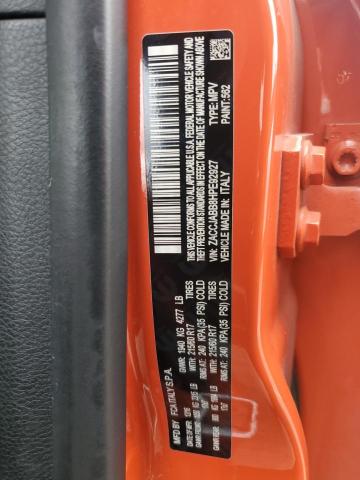 MFD BY FCA ITALY S.P.A.
GVWR: 1940 KG 4277 LB
TIRES
215/60 R17
240 KPA (35 PSI) COLD
TIRES
215/60 R17
240 KPA (35 PSI) COLD
THIS VEHICLE CONFORMS TO ALL APPLICABLE U.S.A. FEDERAL MOTOR VEHICLE SAFETY AND
THEFT PREVENTION STANDARDS IN EFFECT ON THE DATE OF MANUFACTURE SHOWN ABOVE
VIN: ZACCJABB8HPE92927
TYPE: MPV
VEHICLE MADE IN: ITALY
PAINT: 562